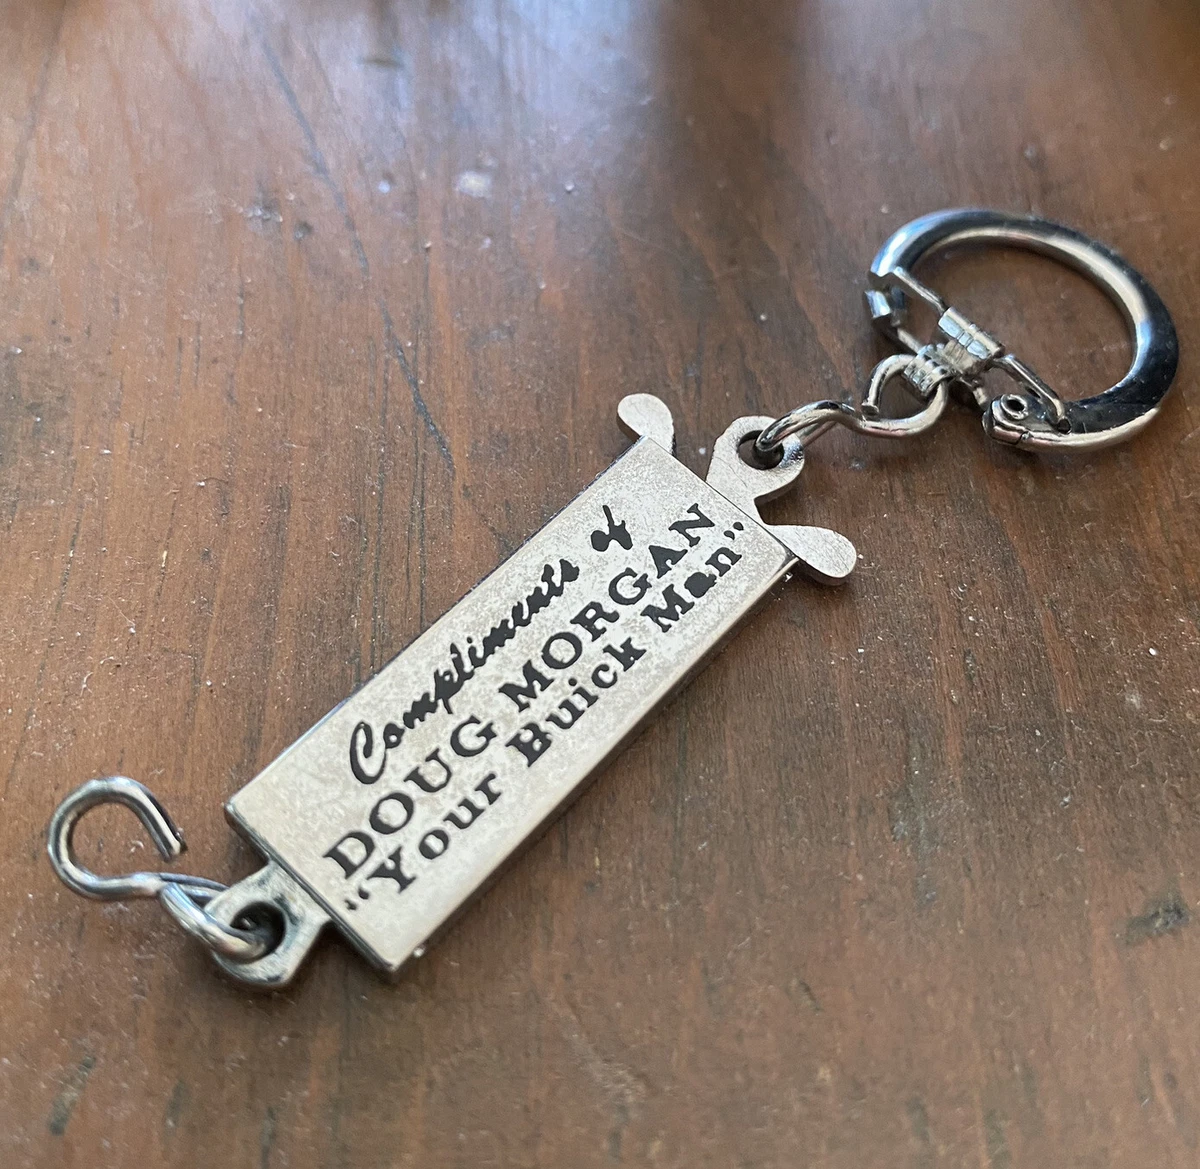 Compliments of
DOUG MORGAN
“Your Buick Man”